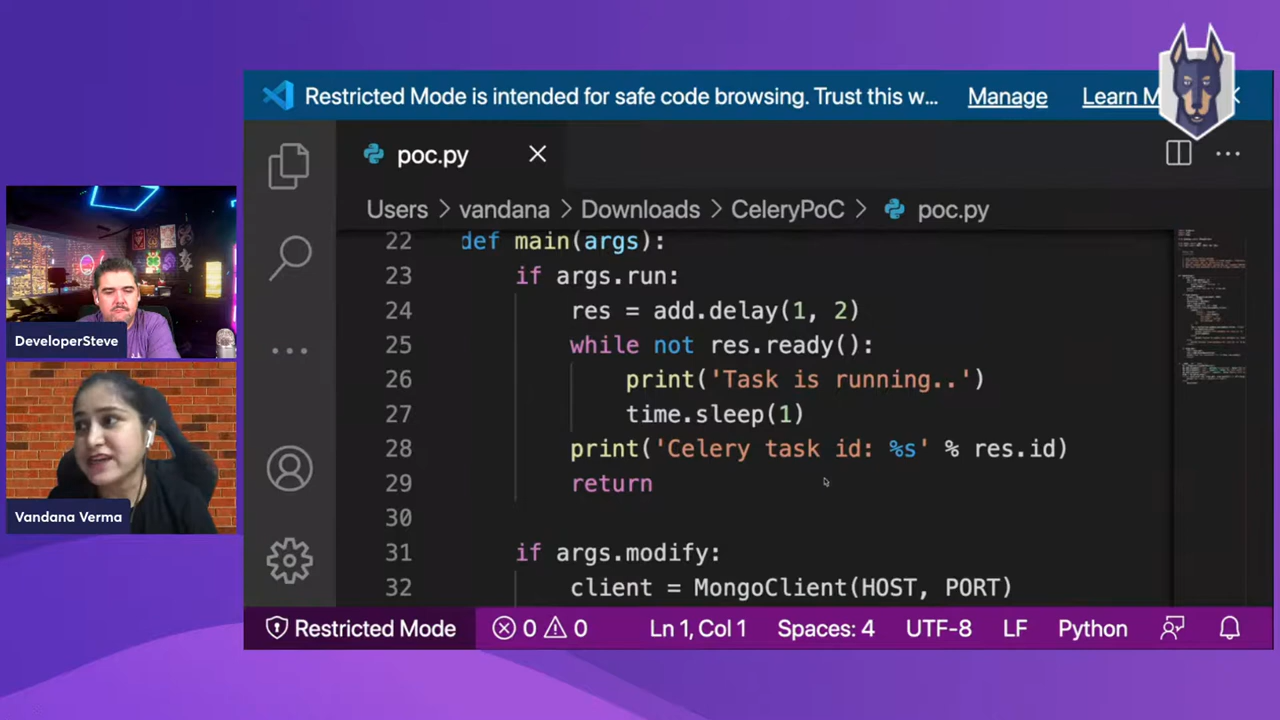 Restricted Mode is intended for safe code browsing. Trust this w... Manage Learn M
poc.py
Users > vandana > Downloads > CeleryPoC > poc.py
22 def main(args):
23 if args.run:
24 res = add.delay(1, 2)
25 while not res.ready():
26 print('Task is running..')
27 time.sleep(1)
28 print('Celery task id: %s' % res.id)
29 return
30
31 if args.modify:
32 client = MongoClient(HOST, PORT)
Restricted Mode 0 0 Ln 1, Col 1 Spaces: 4 UTF-8 LF Python
DeveloperSteve
Vandana Verma